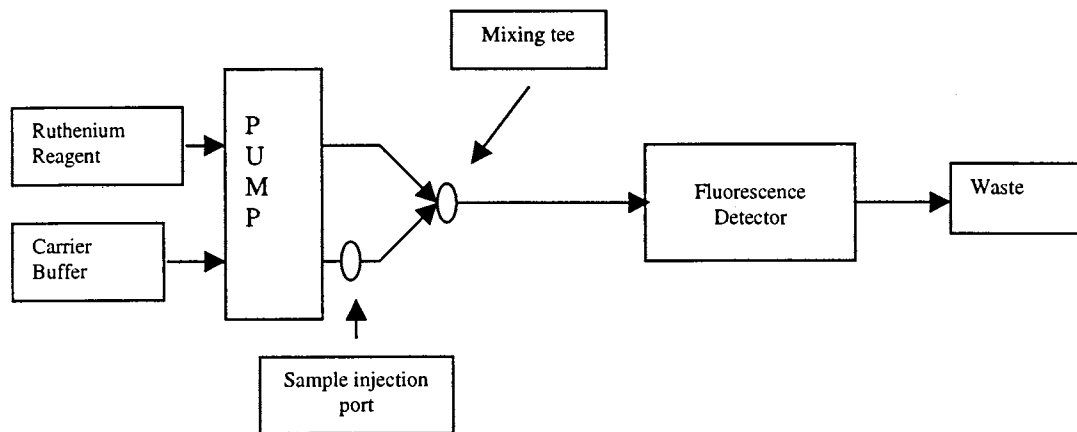 Mixing tee
Ruthenium
Reagent
P
U
M
P
Carrier
Buffer
Fluorescence
Detector
Waste
Sample injection
port